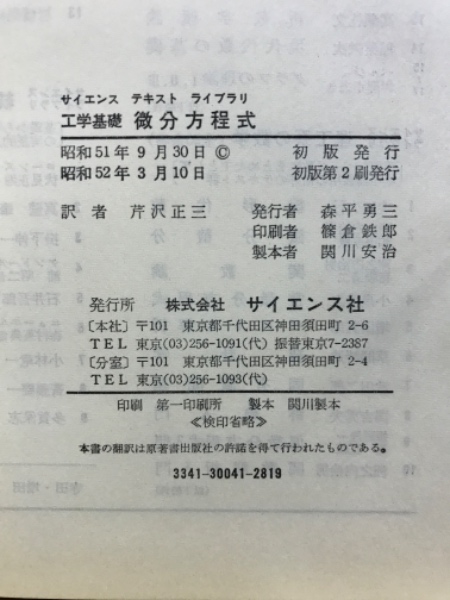 サイエンス テキスト ライブラリ
工学基礎 微分方程式
昭和51年9月30日 © 初版発行
昭和52年3月10日 初版第2刷発行
訳者 芹沢正三 発行者 森平勇三
印刷者 篠倉鉄郎
製本者 関川安治
発行所 株式会社 サイエンス社
〔本社〕〒101 東京都千代田区神田須田町 2-6
TEL 東京(03)256-1091(代) 振替東京7-2387
〔分室〕〒101 東京都千代田区神田須田町 2-4
TEL 東京(03)256-1093(代)
印刷 第一印刷所 製本 関川製本
≪検印省略≫
本書の翻訳は原著者出版社の許諾を得て行われたものである。
3341-30041-2819